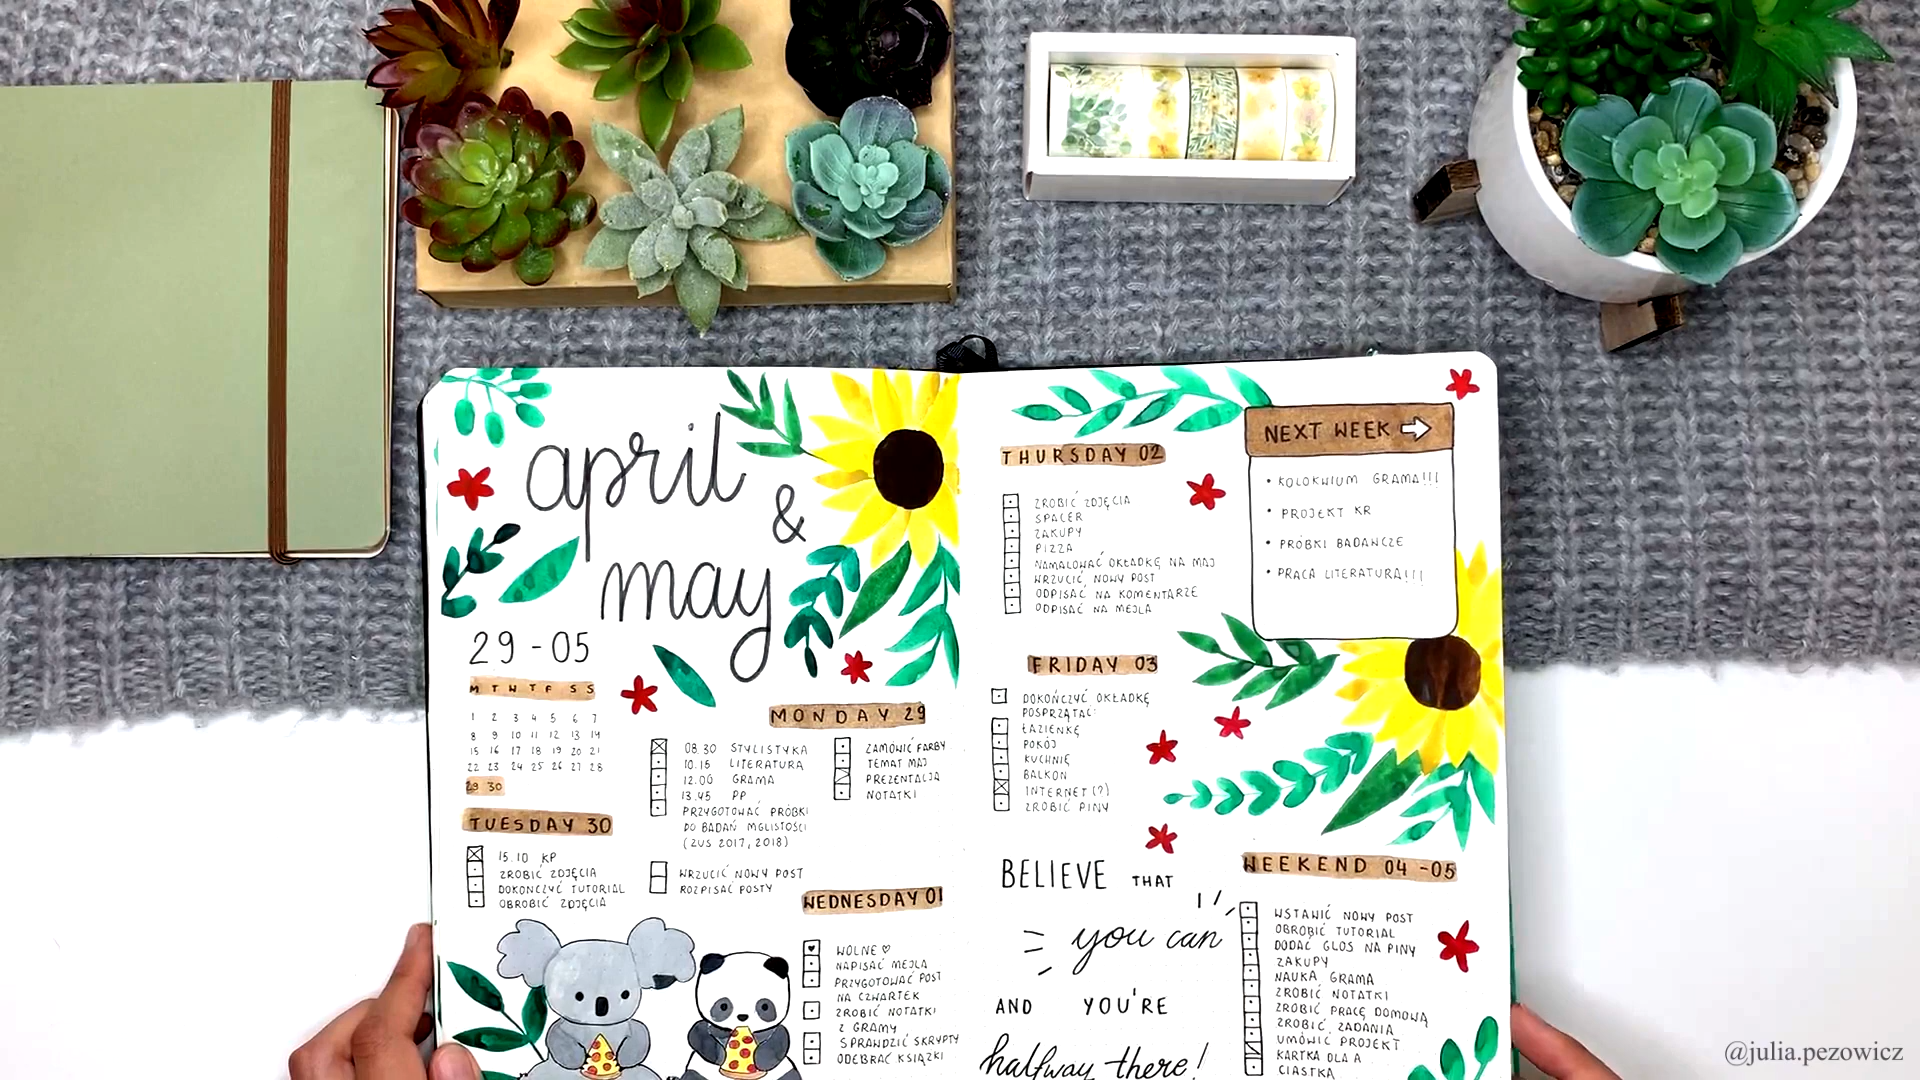 april
&
may
29-05
M T W T F S S
1 2 3 4 5 6 7
8 9 10 11 12 13 14
15 16 17 18 19 20 21
22 23 24 25 26 27 28
29 30
MONDAY 29
08.30 STYLISTYKA
10.15 LITERATURA
12.00 GRAMA
13.45 PP
PRZYGOTOWAĆ PRÓBKI
DO BADAŃ MGLISTOŚCI
(ZUS 2017, 2018)
WRZUCIĆ NOWY POST
ROZPISAĆ POSTY
ZAMÓWIĆ FARBY
TEMAT MAJ
PREZENTACJA
NOTATKI
TUESDAY 30
15.10 KP
ZROBIĆ ZDJĘCIA
DOKOŃCZYĆ TUTORIAL
OBROBIĆ ZDJĘCIA
WEDNESDAY 01
WOLNE ♡
NAPISAĆ MEJLA
PRZYGOTOWAĆ POST
NA CZWARTEK
ZROBIĆ NOTATKI
Z GRAMY
SPRAWDZIĆ SKRYPTY
ODEBRAĆ KSIĄŻKI
THURSDAY 02
ZROBIĆ ZDJĘCIA
SPACER
ZAKUPY
PIZZA
NAMALOWAĆ OKŁADKĘ NA MAJ
WRZUCIĆ NOWY POST
ODPISAĆ NA KOMENTARZE
ODPISAĆ NA MEJLA
NEXT WEEK
• KOLOKWIUM GRAMA!!!
• PROJEKT KR
• PRÓBKI BADAWCZE
• PRACA LITERATURA!!!
FRIDAY 03
DOKOŃCZYĆ OKŁADKĘ
POSPRZĄTAĆ:
ŁAZIENKĘ
POKÓJ
KUCHNIĘ
BALKON
INTERNET (?)
ZROBIĆ PINY
BELIEVE THAT
you can
AND YOU'RE
halfway there!
WEEKEND 04-05
WSTAWIĆ NOWY POST
OBROBIĆ TUTORIAL
DODAĆ GŁOS NA PINY
ZAKUPY
NAUKA GRAMA
ZROBIĆ NOTATKI
ZROBIĆ PRACĘ DOMOWĄ
ZROBIĆ ZADANIA
UMÓWIĆ PROJEKT
KARTKA DLA A
CIASTKA
@julia.pezowicz